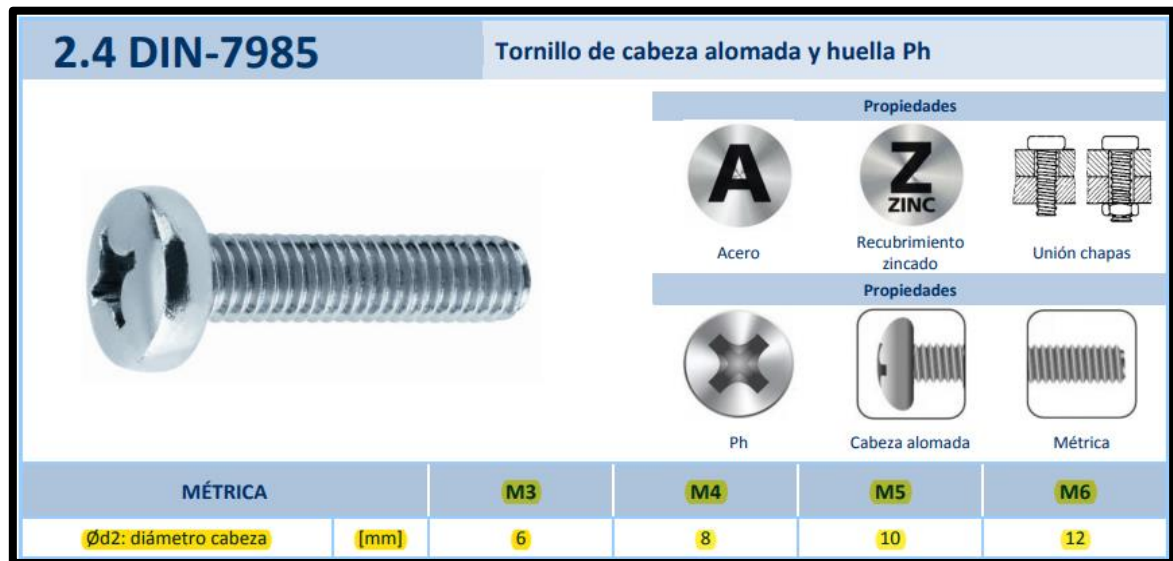 2.4 DIN-7985
Tornillo de cabeza alomada y huella Ph
Propiedades
A
Z
ZINC
Acero
Recubrimiento
zincado
Unión chapas
Propiedades
Ph
Cabeza alomada
Métrica
MÉTRICA M3 M4 M5 M6
Ød2: diámetro cabeza [mm] 6 8 10 12